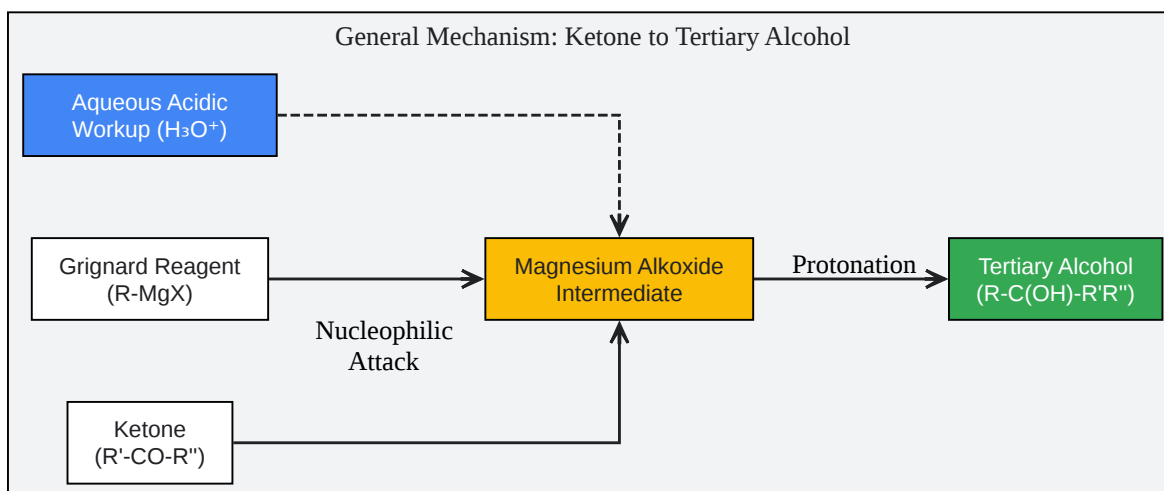 General Mechanism: Ketone to Tertiary Alcohol
Aqueous Acidic
Workup (H₃O⁺)
Grignard Reagent
(R-MgX)
Nucleophilic
Attack
Magnesium Alkoxide
Intermediate
Protonation
Tertiary Alcohol
(R-C(OH)-R'R")
Ketone
(R'-CO-R")